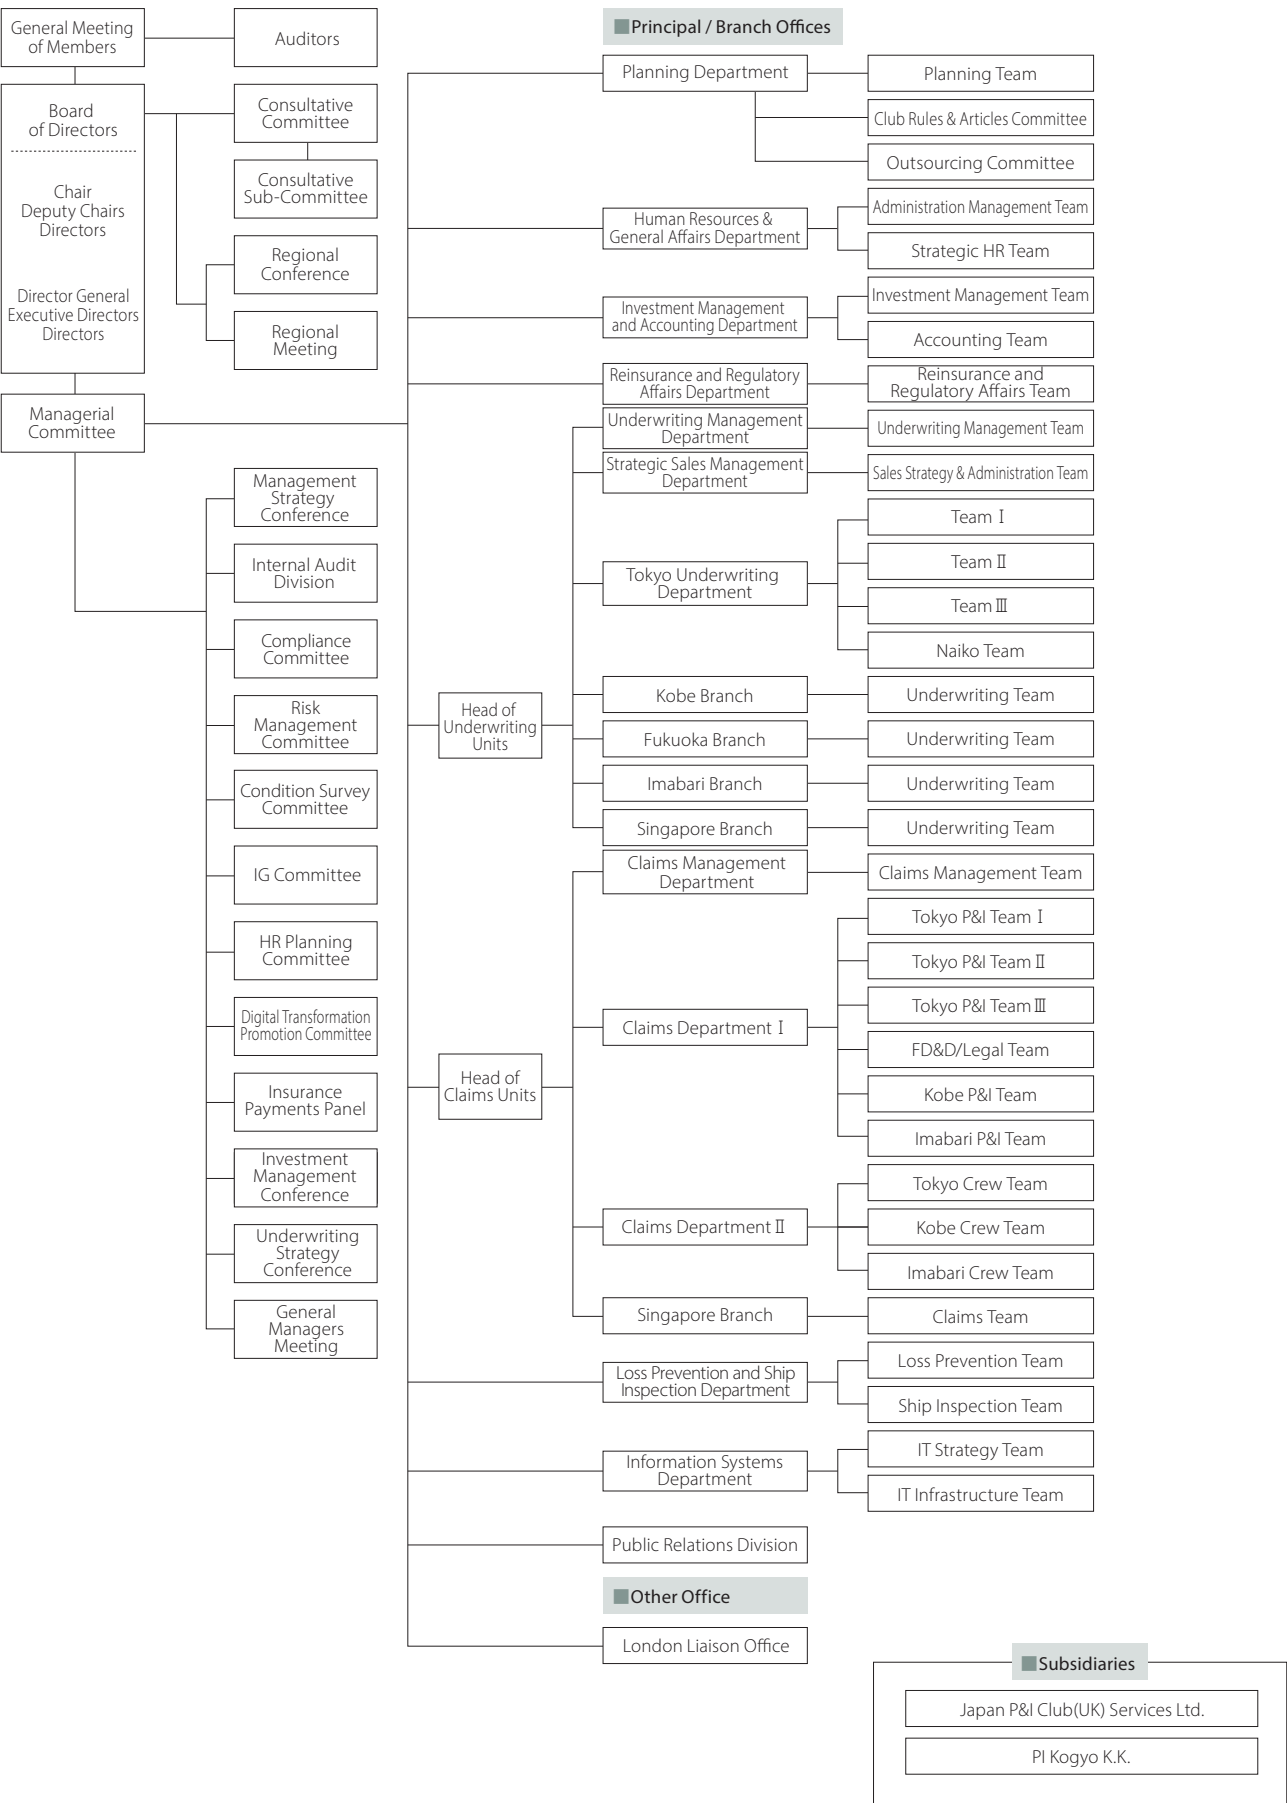 General Meeting
of Members
Auditors
Board
of Directors
Chair
Deputy Chairs
Directors
Director General
Executive Directors
Directors
Consultative
Committee
Consultative
Sub-Committee
Regional
Conference
Regional
Meeting
Managerial
Committee
Management
Strategy
Conference
Internal Audit
Division
Compliance
Committee
Risk
Management
Committee
Condition Survey
Committee
IG Committee
HR Planning
Committee
Digital Transformation
Promotion Committee
Insurance
Payments Panel
Investment
Management
Conference
Underwriting
Strategy
Conference
General
Managers
Meeting
■Principal / Branch Offices
Planning Department
Planning Team
Club Rules & Articles Committee
Outsourcing Committee
Human Resources &
General Affairs Department
Administration Management Team
Strategic HR Team
Investment Management
and Accounting Department
Investment Management Team
Accounting Team
Reinsurance and Regulatory
Affairs Department
Reinsurance and
Regulatory Affairs Team
Head of
Underwriting
Units
Underwriting Management
Department
Underwriting Management Team
Strategic Sales Management
Department
Sales Strategy & Administration Team
Tokyo Underwriting
Department
Team Ⅰ
Team Ⅱ
Team Ⅲ
Naiko Team
Kobe Branch
Underwriting Team
Fukuoka Branch
Underwriting Team
Imabari Branch
Underwriting Team
Singapore Branch
Underwriting Team
Head of
Claims Units
Claims Management
Department
Claims Management Team
Claims Department Ⅰ
Tokyo P&I Team Ⅰ
Tokyo P&I Team Ⅱ
Tokyo P&I Team Ⅲ
FD&D/Legal Team
Kobe P&I Team
Imabari P&I Team
Claims Department Ⅱ
Tokyo Crew Team
Kobe Crew Team
Imabari Crew Team
Singapore Branch
Claims Team
Loss Prevention and Ship
Inspection Department
Loss Prevention Team
Ship Inspection Team
Information Systems
Department
IT Strategy Team
IT Infrastructure Team
Public Relations Division
■Other Office
London Liaison Office
■Subsidiaries
Japan P&I Club(UK) Services Ltd.
PI Kogyo K.K.